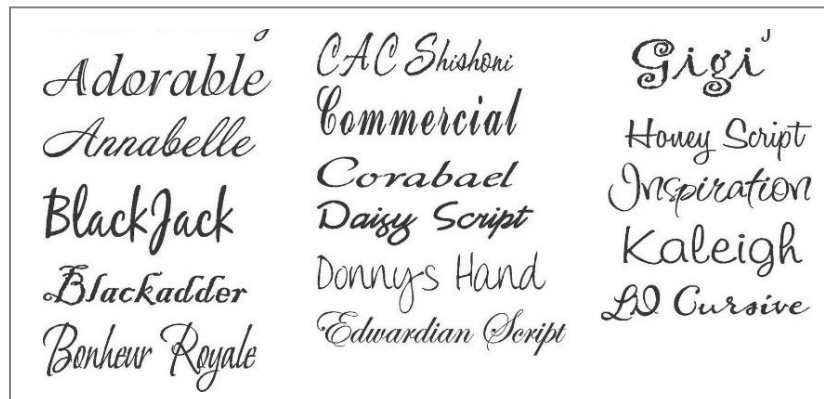 Adorable
Annabelle
BlackJack
Blackadder
Bonheur Royale
CAC Shishoni
Commercial
Corabael
Daisy Script
Donnys Hand
Edwardian Script
Gigi
Honey Script
Inspiration
Kaleigh
LD Cursive